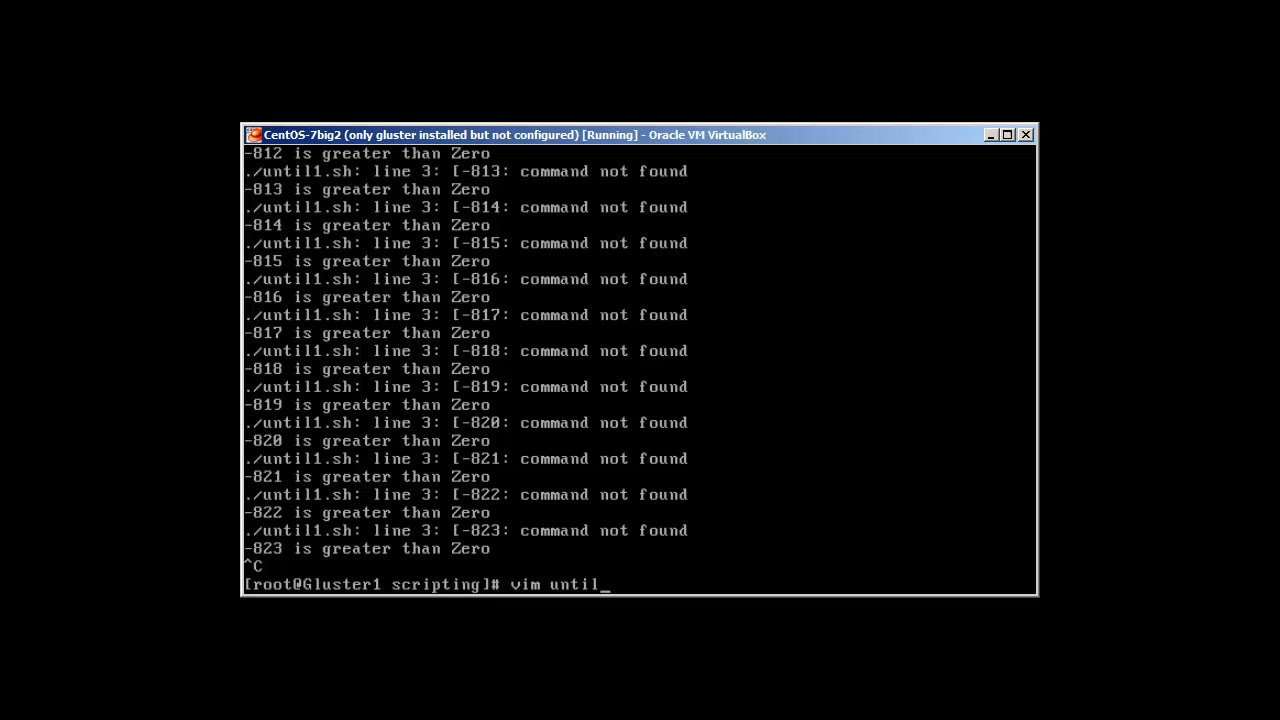 CentOS-7big2 (only gluster installed but not configured) [Running] - Oracle VM VirtualBox
-812 is greater than Zero
./until1.sh: line 3: [-813: command not found
-813 is greater than Zero
./until1.sh: line 3: [-814: command not found
-814 is greater than Zero
./until1.sh: line 3: [-815: command not found
-815 is greater than Zero
./until1.sh: line 3: [-816: command not found
-816 is greater than Zero
./until1.sh: line 3: [-817: command not found
-817 is greater than Zero
./until1.sh: line 3: [-818: command not found
-818 is greater than Zero
./until1.sh: line 3: [-819: command not found
-819 is greater than Zero
./until1.sh: line 3: [-820: command not found
-820 is greater than Zero
./until1.sh: line 3: [-821: command not found
-821 is greater than Zero
./until1.sh: line 3: [-822: command not found
-822 is greater than Zero
./until1.sh: line 3: [-823: command not found
-823 is greater than Zero
^C
[root@Gluster1 scripting]# vim until_